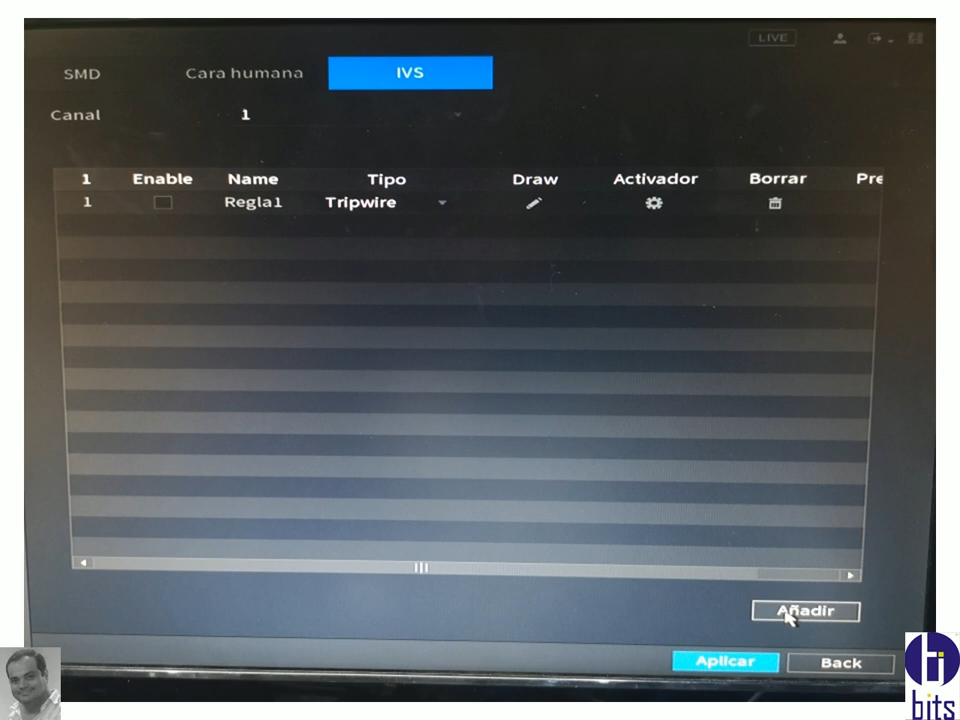 LIVE
SMD Cara humana IVS
Canal 1
1 Enable Name Tipo Draw Activador Borrar Pre
1 Regla1 Tripwire
Añadir
Aplicar Back
bits